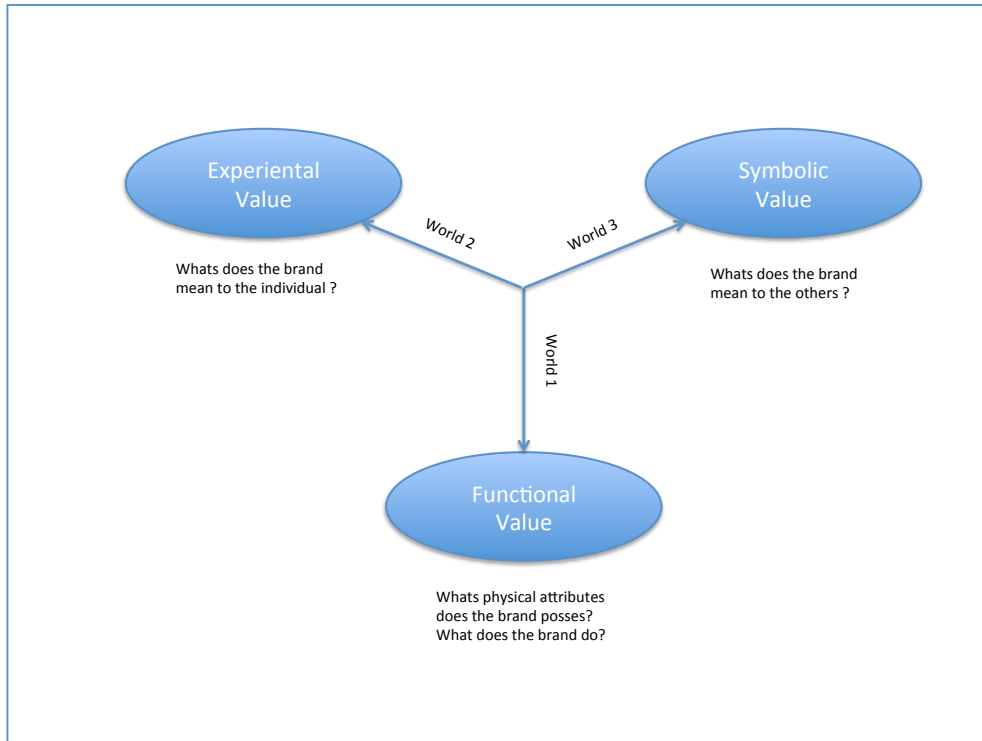 Experiental
Value
Symbolic
Value
World 2
World 3
Whats does the brand
mean to the individual ?
Whats does the brand
mean to the others ?
World 1
Functional
Value
Whats physical attributes
does the brand posses?
What does the brand do?